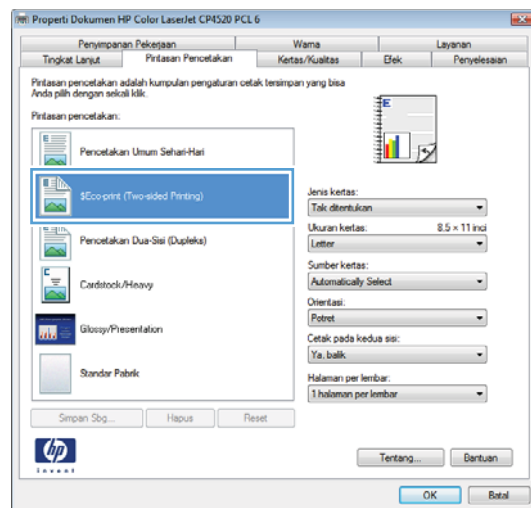 Properti Dokumen HP Color LaserJet CP4520 PCL 6
Penyimpanan Pekerjaan
Warna
Layanan
Tingkat Lanjut
Pintasan Pencetakan
Kertas/Kualitas
Efek
Penyelesaian
Pintasan pencetakan adalah kumpulan pengaturan cetak tersimpan yang bisa
Anda pilih dengan sekali klik.
Pintasan pencetakan:
Pencetakan Umum Sehari-Hari
$Eco-print (Two-sided Printing)
Pencetakan Dua-Sisi (Dupleks)
Cardstock/Heavy
Glossy/Presentation
Standar Pabrik
Jenis kertas:
Tak ditentukan
Ukuran kertas: 8.5 × 11 inci
Letter
Sumber kertas:
Automatically Select
Orientasi:
Potret
Cetak pada kedua sisi:
Ya, balik
Halaman per lembar:
1 halaman per lembar
Simpan Sbg...
Hapus
Reset
hp
invent
Tentang...
Bantuan
OK
Batal